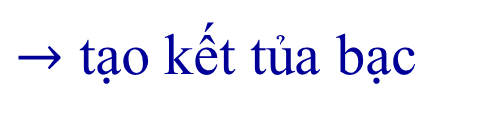 → tạo kết tủa bạc